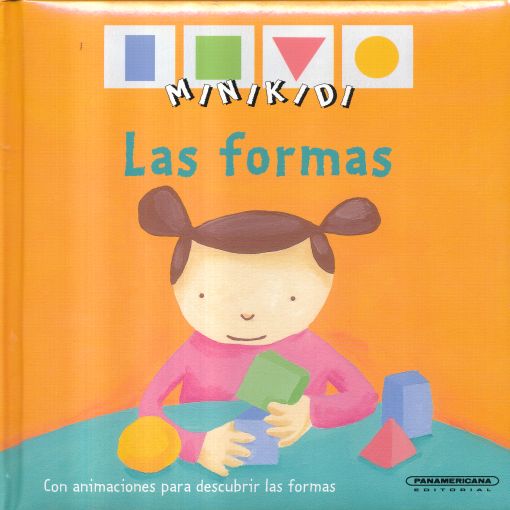 MINIKIDI
Las formas
Con animaciones para descubrir las formas
PANAMERICANA
EDITORIAL